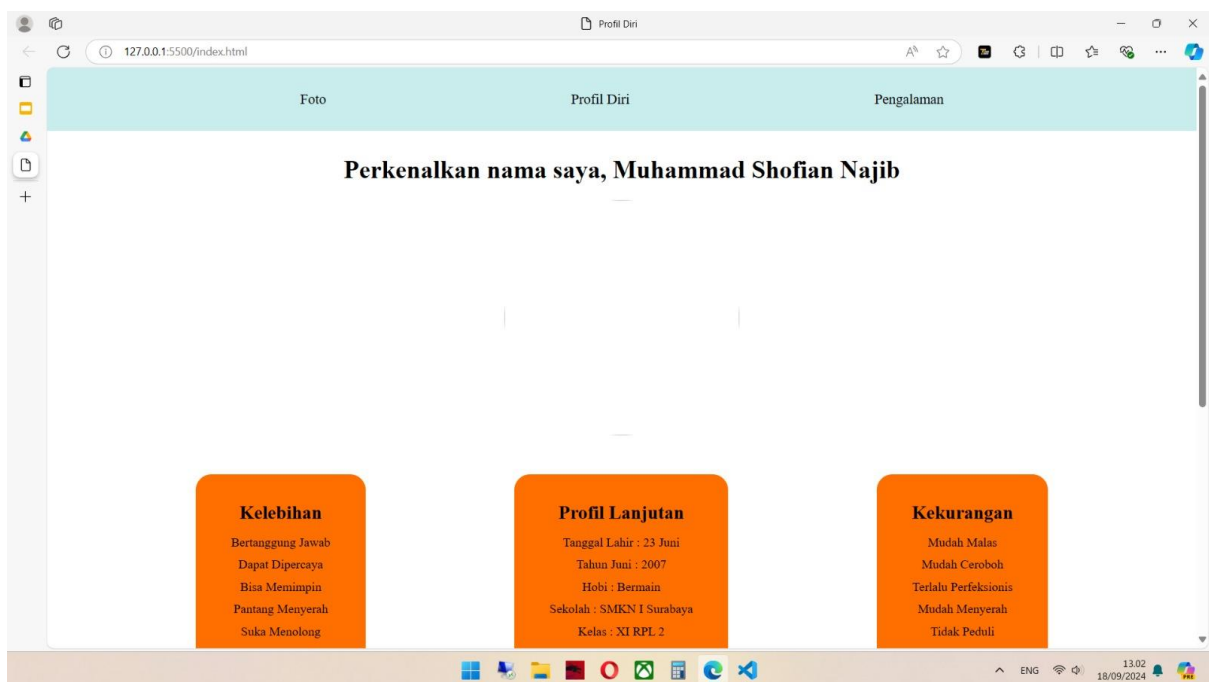 Profil Diri
127.0.0.1:5500/index.html
Foto Profil Diri Pengalaman
Perkenalkan nama saya, Muhammad Shofian Najib
Kelebihan
Bertanggung Jawab
Dapat Dipercaya
Bisa Memimpin
Pantang Menyerah
Suka Menolong
Profil Lanjutan
Tanggal Lahir : 23 Juni
Tahun Juni : 2007
Hobi : Bermain
Sekolah : SMKN I Surabaya
Kelas : XI RPL 2
Kekurangan
Mudah Malas
Mudah Ceroboh
Terlalu Perfeksionis
Mudah Menyerah
Tidak Peduli
ENG
13.02
18/09/2024